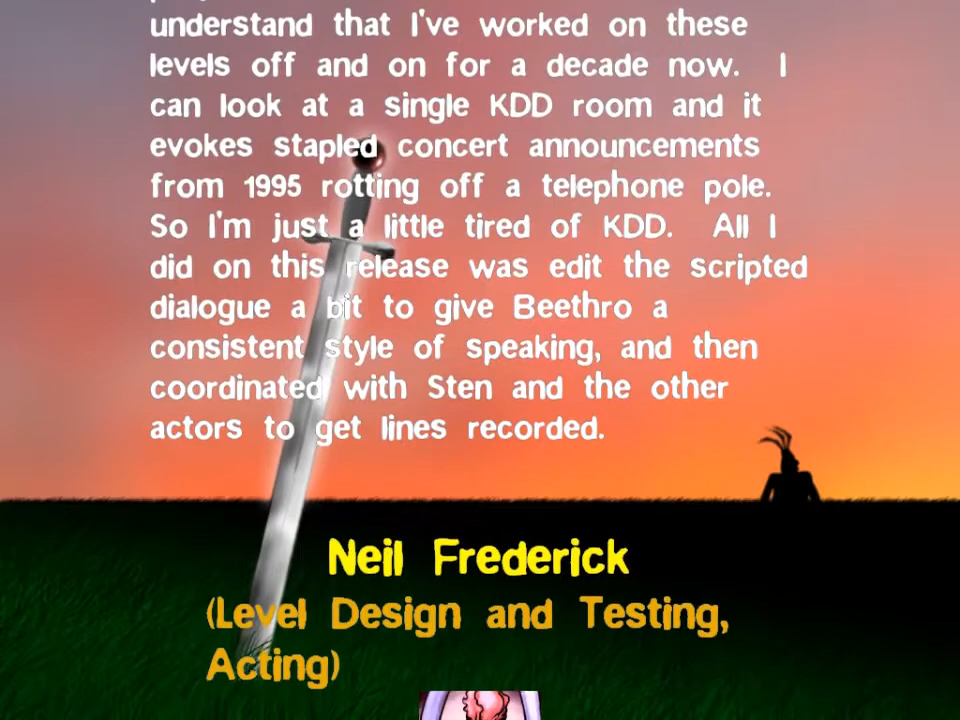 understand that I've worked on these
levels off and on for a decade now. I
can look at a single KDD room and it
evokes stapled concert announcements
from 1995 rotting off a telephone pole.
So I'm just a little tired of KDD. All I
did on this release was edit the scripted
dialogue a bit to give Beethro a
consistent style of speaking, and then
coordinated with Sten and the other
actors to get lines recorded.
Neil Frederick
(Level Design and Testing,
Acting)